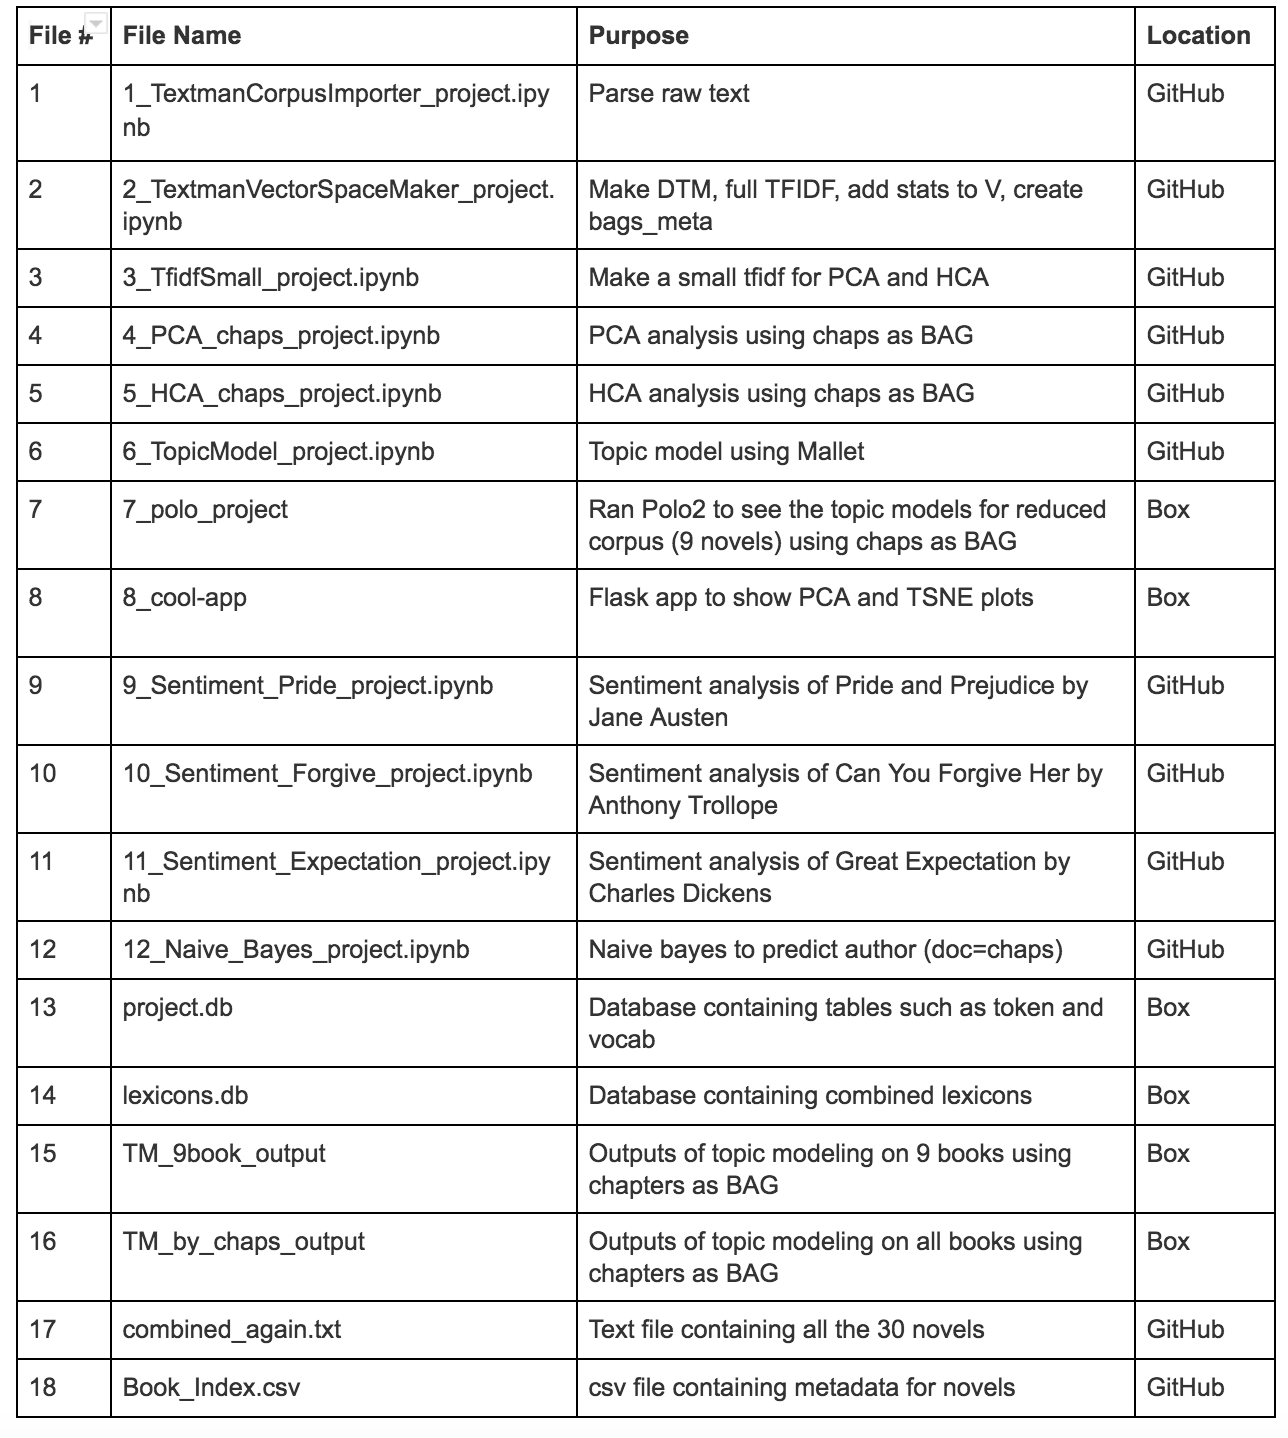 File # File Name Purpose Location
1 1_TextmanCorpusImporter_project.ipy Parse raw text GitHub
nb
2 2_TextmanVectorSpaceMaker_project. Make DTM, full TFIDF, add stats to V, create GitHub
ipynb bags_meta
3 3_TfidfSmall_project.ipynb Make a small tfidf for PCA and HCA GitHub
4 4_PCA_chaps_project.ipynb PCA analysis using chaps as BAG GitHub
5 5_HCA_chaps_project.ipynb HCA analysis using chaps as BAG GitHub
6 6_TopicModel_project.ipynb Topic model using Mallet GitHub
7 7_polo_project Ran Polo2 to see the topic models for reduced Box
corpus (9 novels) using chaps as BAG
8 8_cool-app Flask app to show PCA and TSNE plots Box
9 9_Sentiment_Pride_project.ipynb Sentiment analysis of Pride and Prejudice by GitHub
Jane Austen
10 10_Sentiment_Forgive_project.ipynb Sentiment analysis of Can You Forgive Her by GitHub
Anthony Trollope
11 11_Sentiment_Expectation_project.ipy Sentiment analysis of Great Expectation by GitHub
nb Charles Dickens
12 12_Naive_Bayes_project.ipynb Naive bayes to predict author (doc=chaps) GitHub
13 project.db Database containing tables such as token and Box
vocab
14 lexicons.db Database containing combined lexicons Box
15 TM_9book_output Outputs of topic modeling on 9 books using Box
chapters as BAG
16 TM_by_chaps_output Outputs of topic modeling on all books using Box
chapters as BAG
17 combined_again.txt Text file containing all the 30 novels GitHub
18 Book_Index.csv csv file containing metadata for novels GitHub